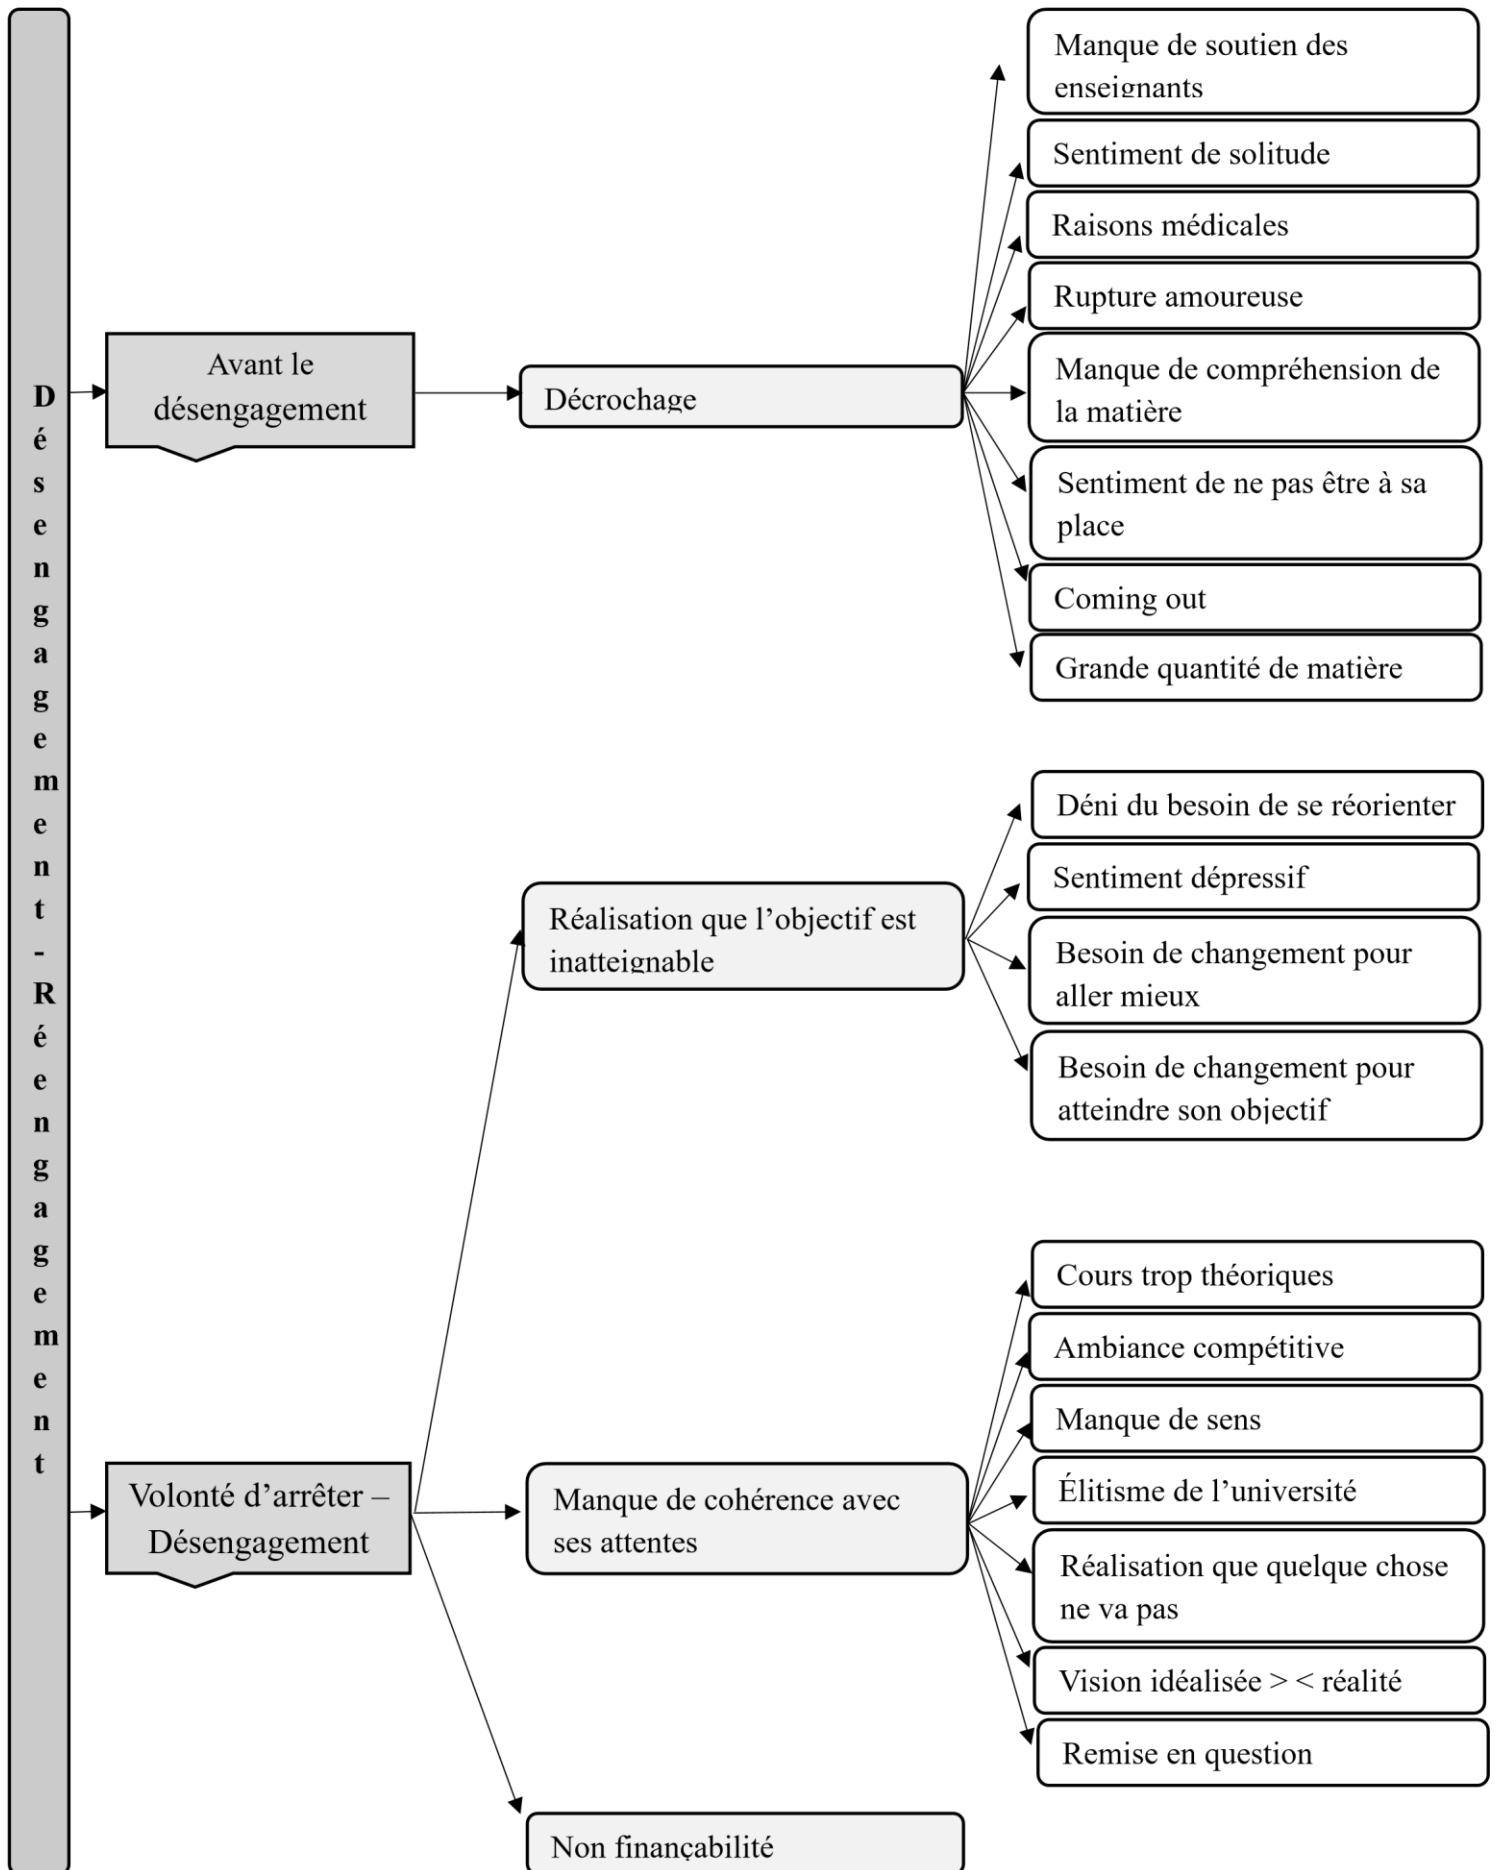 Désengagement-Réengagement
Avant le
désengagement
Décrochage
Manque de soutien des
enseignants
Sentiment de solitude
Raisons médicales
Rupture amoureuse
Manque de compréhension de
la matière
Sentiment de ne pas être à sa
place
Coming out
Grande quantité de matière
Volonté d’arrêter –
Désengagement
Réalisation que l’objectif est
inatteignable
Déni du besoin de se réorienter
Sentiment dépressif
Besoin de changement pour
aller mieux
Besoin de changement pour
atteindre son objectif
Manque de cohérence avec
ses attentes
Cours trop théoriques
Ambiance compétitive
Manque de sens
Élitisme de l’université
Réalisation que quelque chose
ne va pas
Vision idéalisée > < réalité
Remise en question
Non finançabilité